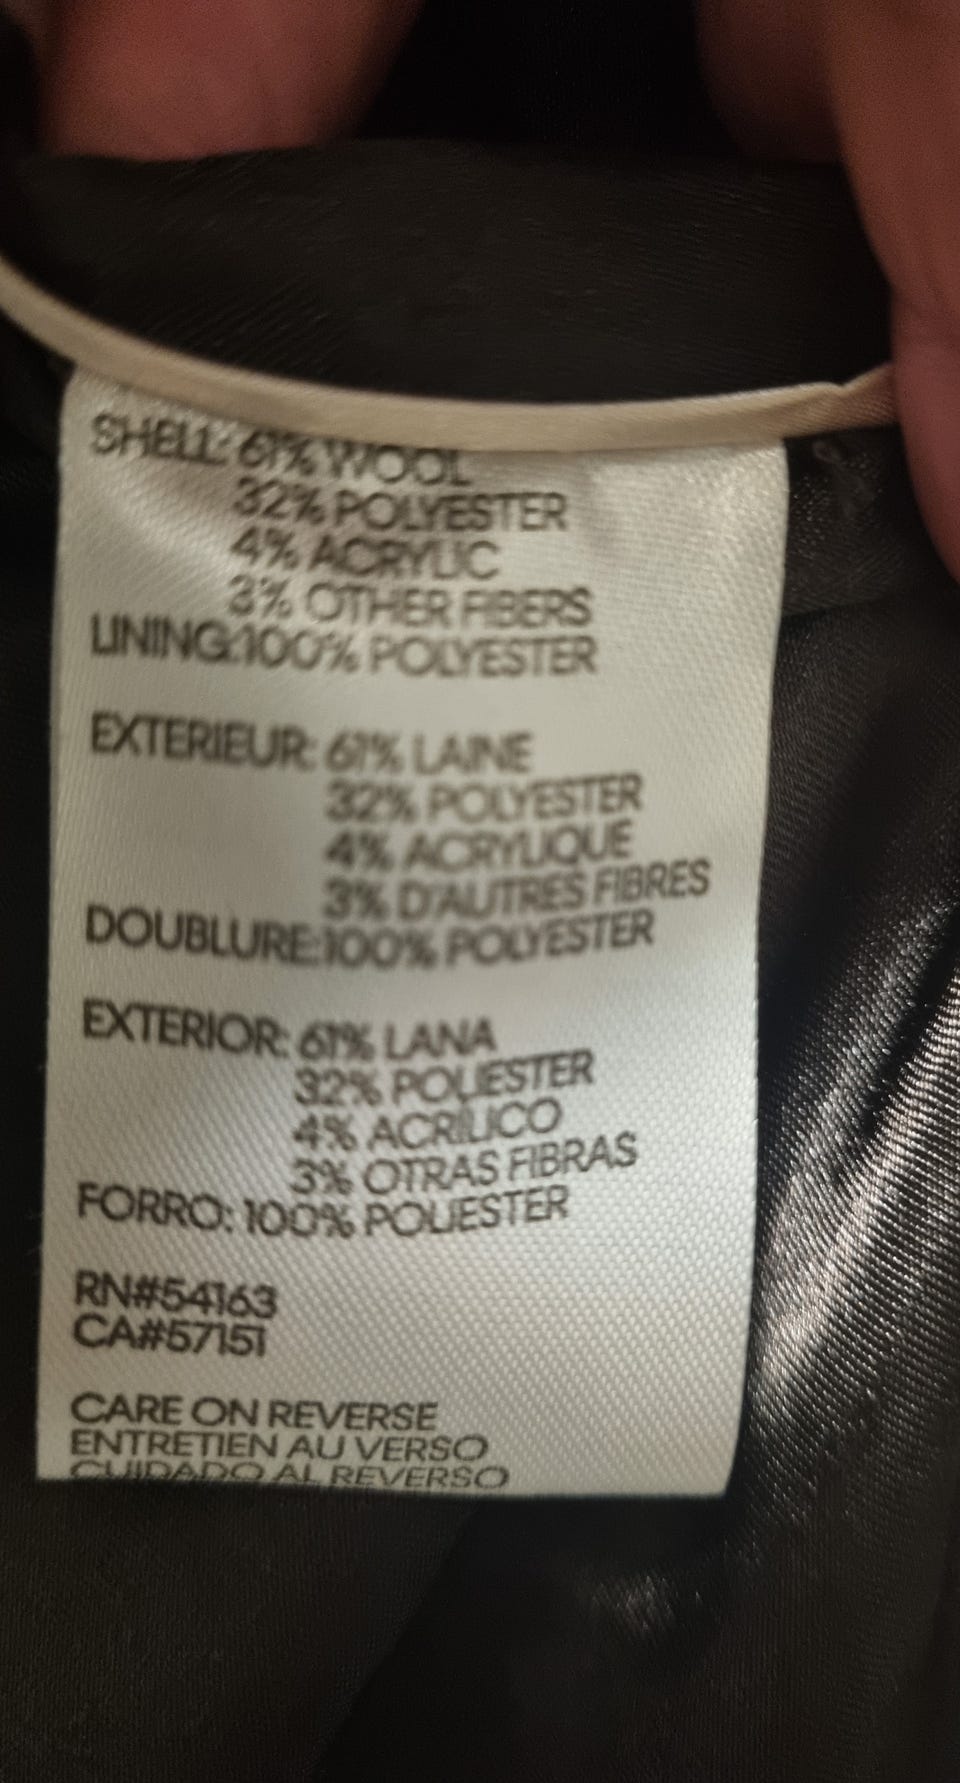 SHELL: 61% WOOL
32% POLYESTER
4% ACRYLIC
3% OTHER FIBERS
LINING:100% POLYESTER
EXTERIEUR: 61% LAINE
32% POLYESTER
4% ACRYLIQUE
3% D'AUTRES FIBRES
DOUBLURE:100% POLYESTER
EXTERIOR: 61% LANA
32% POLIESTER
4% ACRÍLICO
3% OTRAS FIBRAS
FORRO: 100% POLIESTER
RN#54163
CA#57151
CARE ON REVERSE
ENTRETIEN AU VERSO
CUIDADO AL REVERSO